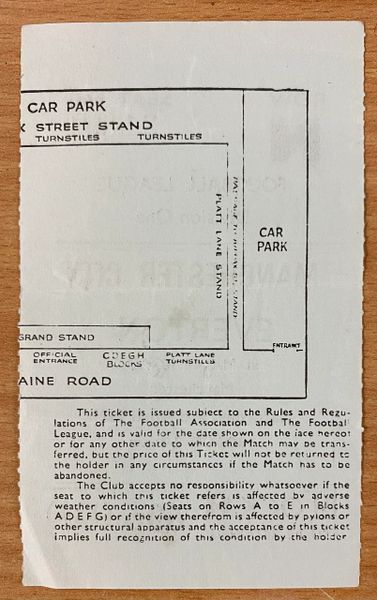 CAR PARK
K STREET STAND
TURNSTILES TURNSTILES
PLATT LANE STAND
CAR
PARK
ENTRANCE
GRAND STAND
OFFICIAL
ENTRANCE
CDEGH
BLOCKS
PLATT LANE
TURNSTILES
AINE ROAD
This ticket is issued subject to the Rules and Regu-
lations of The Football Association and The Football
League, and is valid for the date shown on the face hereof
or for any other date to which the Match may be trans-
ferred, but the price of this Ticket will not be returned to
the holder in any circumstances if the Match has to be
abandoned.
The Club accepts no responsibility whatsoever if the
seat to which this ticket refers is affected by adverse
weather conditions (Seats on Rows A to E in Blocks
A D E F G) or if the view therefrom is affected by pylons or
other structural apparatus and the acceptance of this ticket
implies full recognition of this condition by the holder